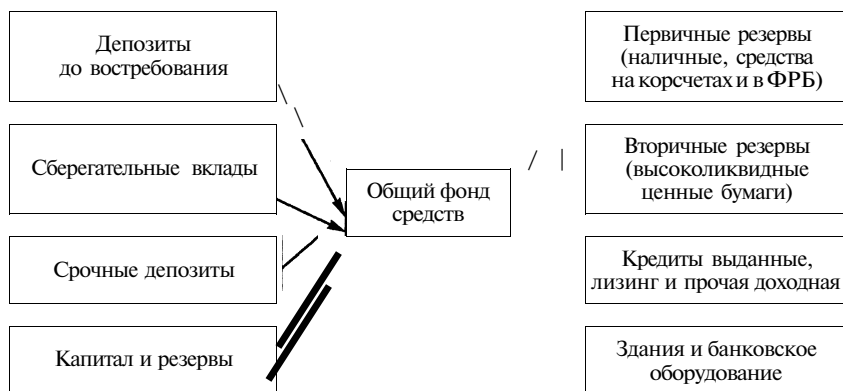 Депозиты
до востребования
Сберегательные вклады
Срочные депозиты
Капитал и резервы
Общий фонд
средств
Первичные резервы
(наличные, средства
на корсчетах и в ФРБ)
Вторичные резервы
(высоколиквидные
ценные бумаги)
Кредиты выданные,
лизинг и прочая доходная
Здания и банковское
оборудование